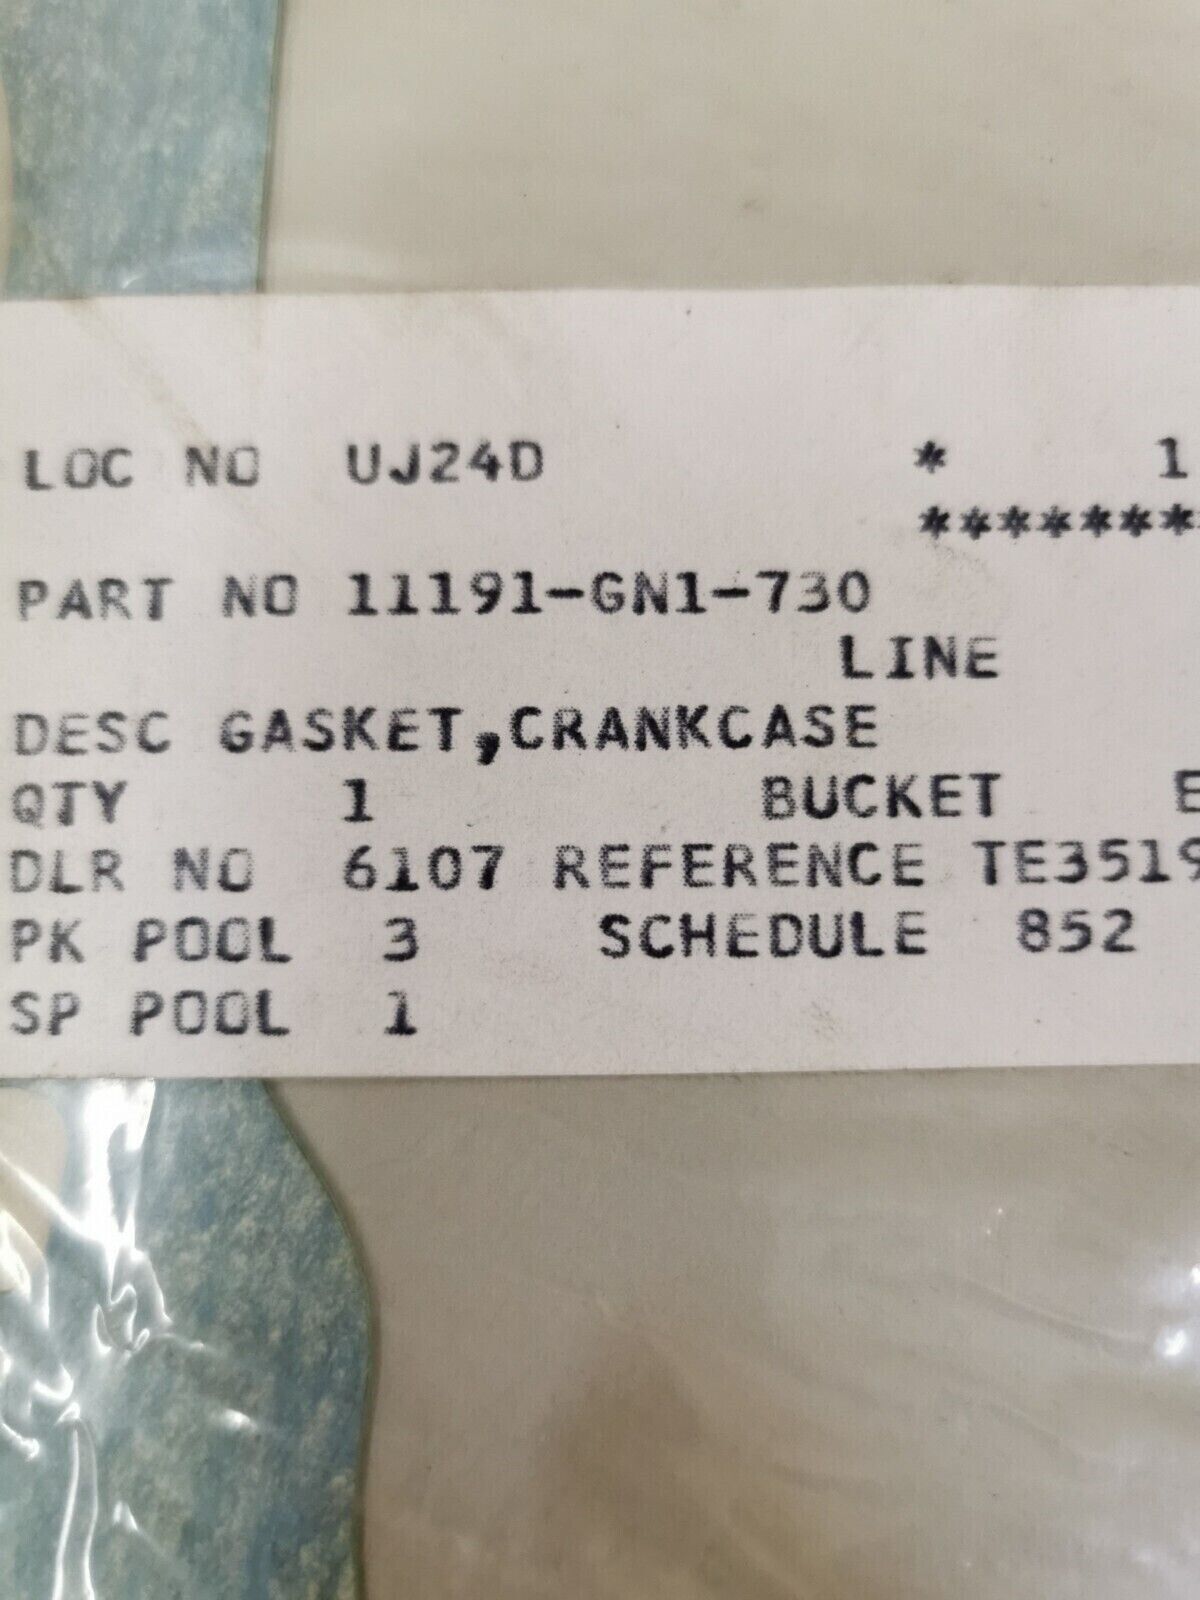 LOC NO UJ24D * 1
*******
PART NO 11191-GN1-730
LINE
DESC GASKET,CRANKCASE
QTY 1 BUCKET E
DLR NO 6107 REFERENCE TE3519
PK POOL 3 SCHEDULE 852
SP POOL 1